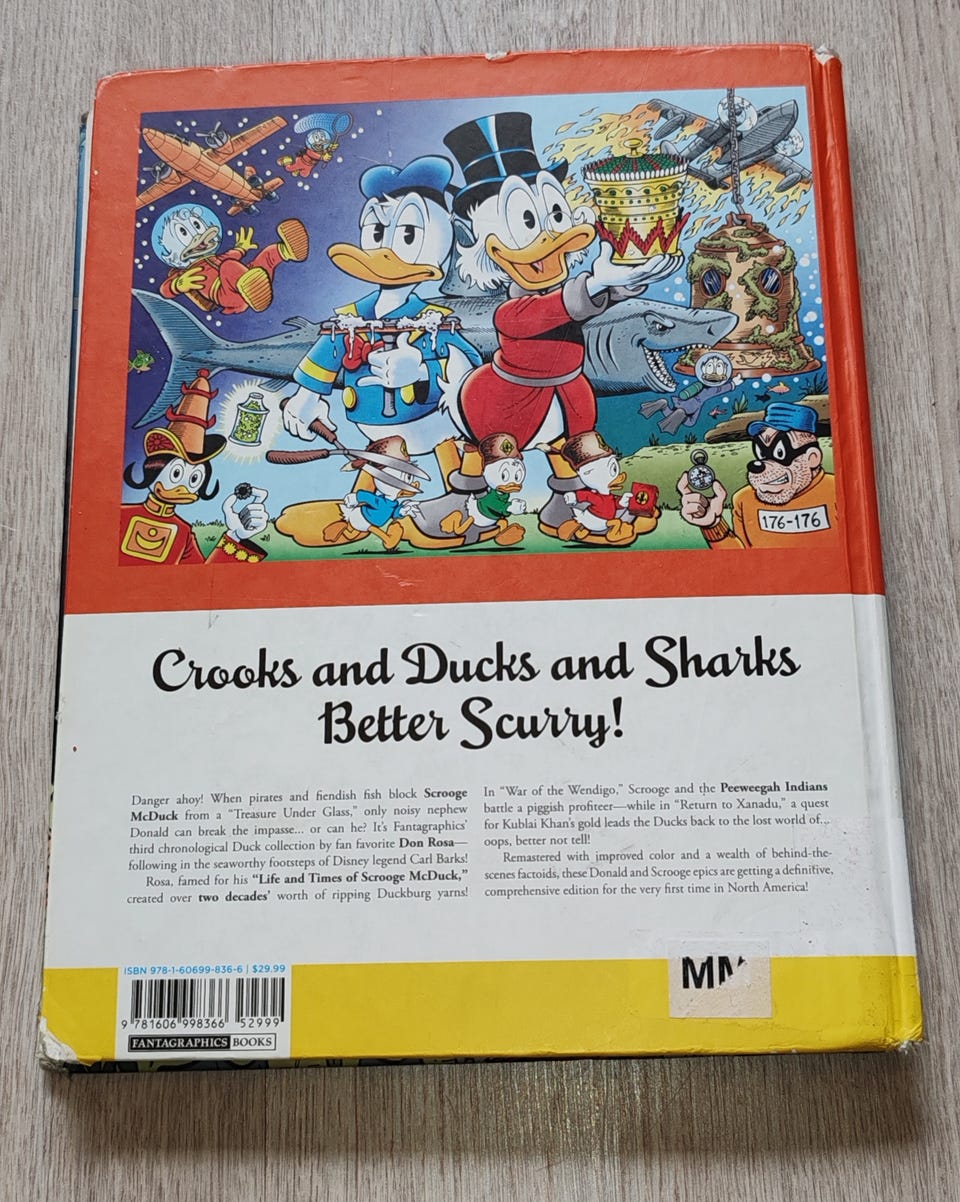 176-176
Crooks and Ducks and Sharks
Better Scurry!
Danger ahoy! When pirates and fiendish fish block Scrooge
McDuck from a “Treasure Under Glass,” only noisy nephew
Donald can break the impasse... or can he? It’s Fantagraphics’
third chronological Duck collection by fan favorite Don Rosa—
following in the seaworthy footsteps of Disney legend Carl Barks!
Rosa, famed for his “Life and Times of Scrooge McDuck,”
created over two decades’ worth of ripping Duckburg yarns!
In “War of the Wendigo,” Scrooge and the Peeweegah Indians
battle a piggish profiteer—while in “Return to Xanadu,” a quest
for Kublai Khan’s gold leads the Ducks back to the lost world of...
oops, better not tell!
Remastered with improved color and a wealth of behind-the-
scenes factoids, these Donald and Scrooge epics are getting a definitive,
comprehensive edition for the very first time in North America!
ISBN 978-1-60699-836-6 | $29.99
9 781606 998366 52999
FANTAGRAPHICS BOOKS